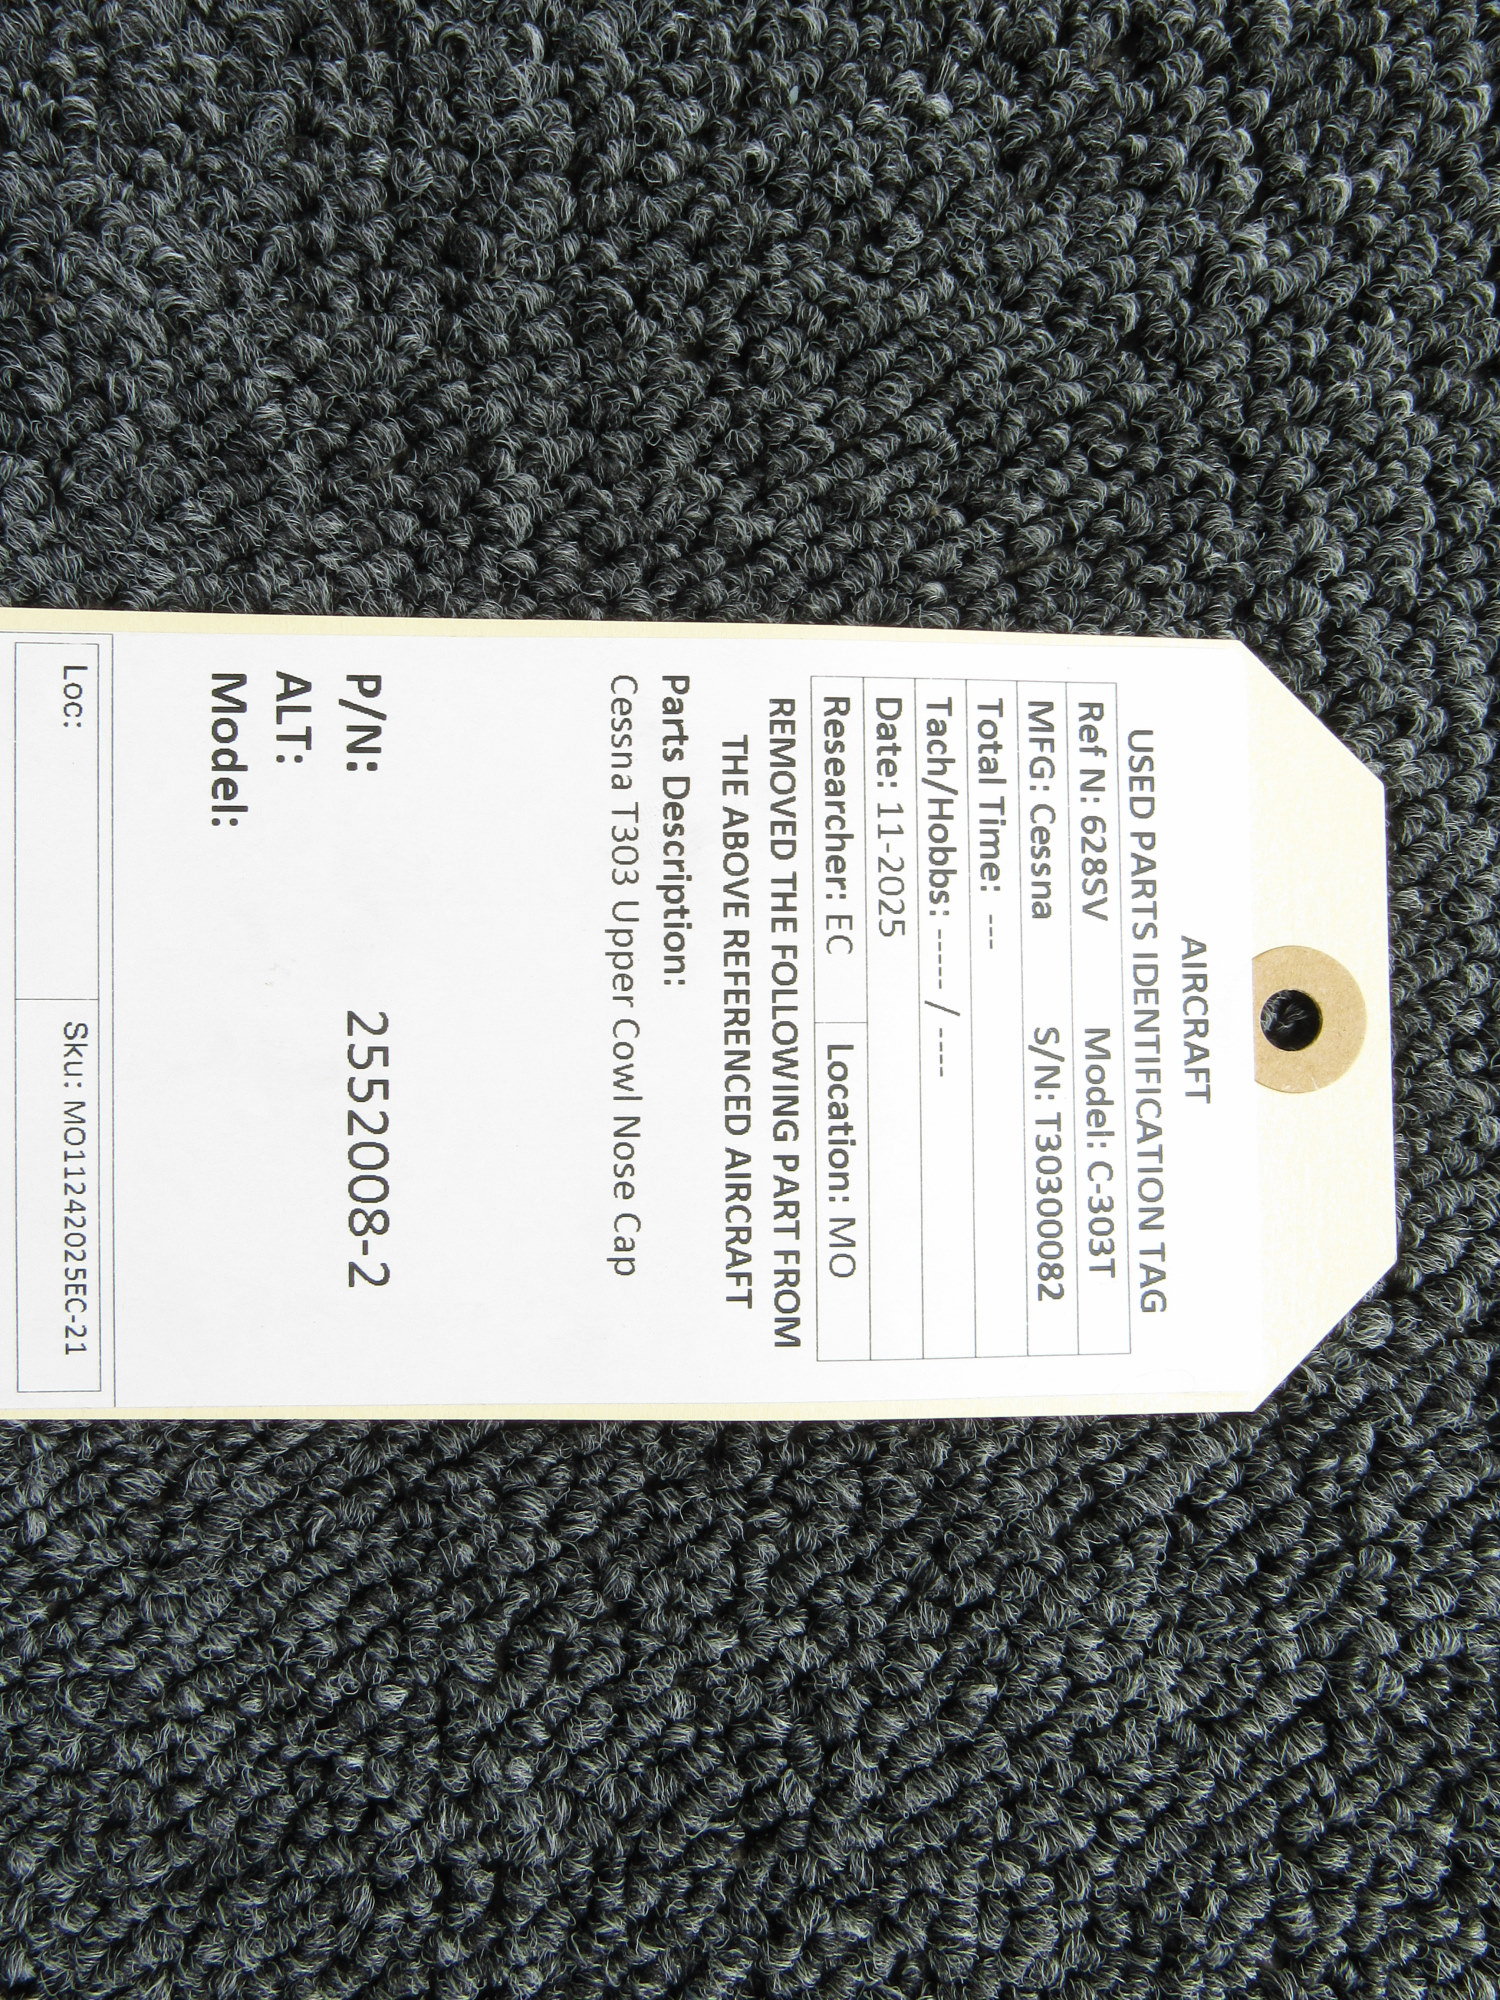 AIRCRAFT
USED PARTS IDENTIFICATION TAG
Ref N: 628SV Model: C-303T
MFG: Cessna S/N: T30300082
Total Time: ---
Tach/Hobbs: ----- / ----
Date: 11-2025
Researcher: EC Location: MO
REMOVED THE FOLLOWING PART FROM
THE ABOVE REFERENCED AIRCRAFT
Parts Description:
Cessna T303 Upper Cowl Nose Cap
P/N: 2552008-2
ALT:
Model:
Loc: Sku: MO11242025EC-21